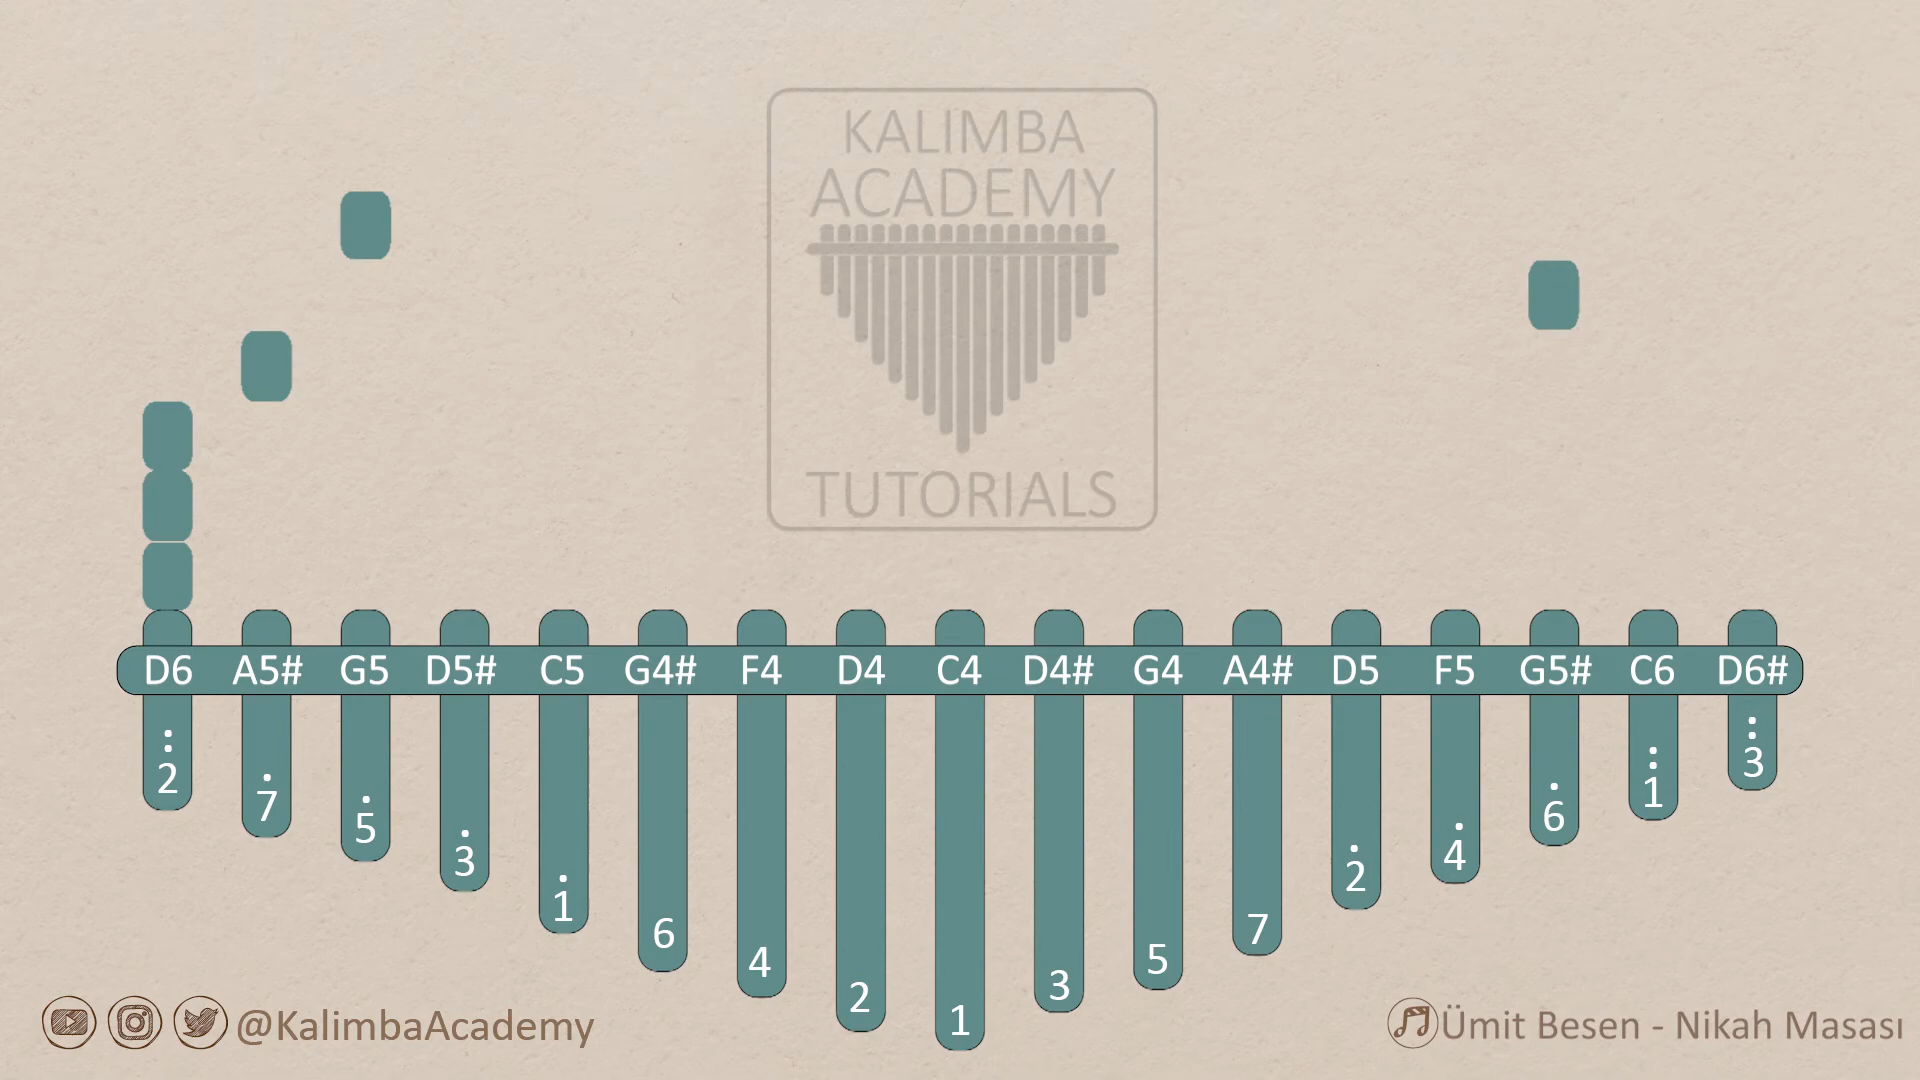 KALIMBA
ACADEMY
TUTORIALS
D6 A5# G5 D5# C5 G4# F4 D4 C4 D4# G4 A4# D5 F5 G5# C6 D6#
2 7 5 3 1 6 4 2 1 3 5 7 2 4 6 1 3
@KalimbaAcademy
Ümit Besen - Nikah Masası